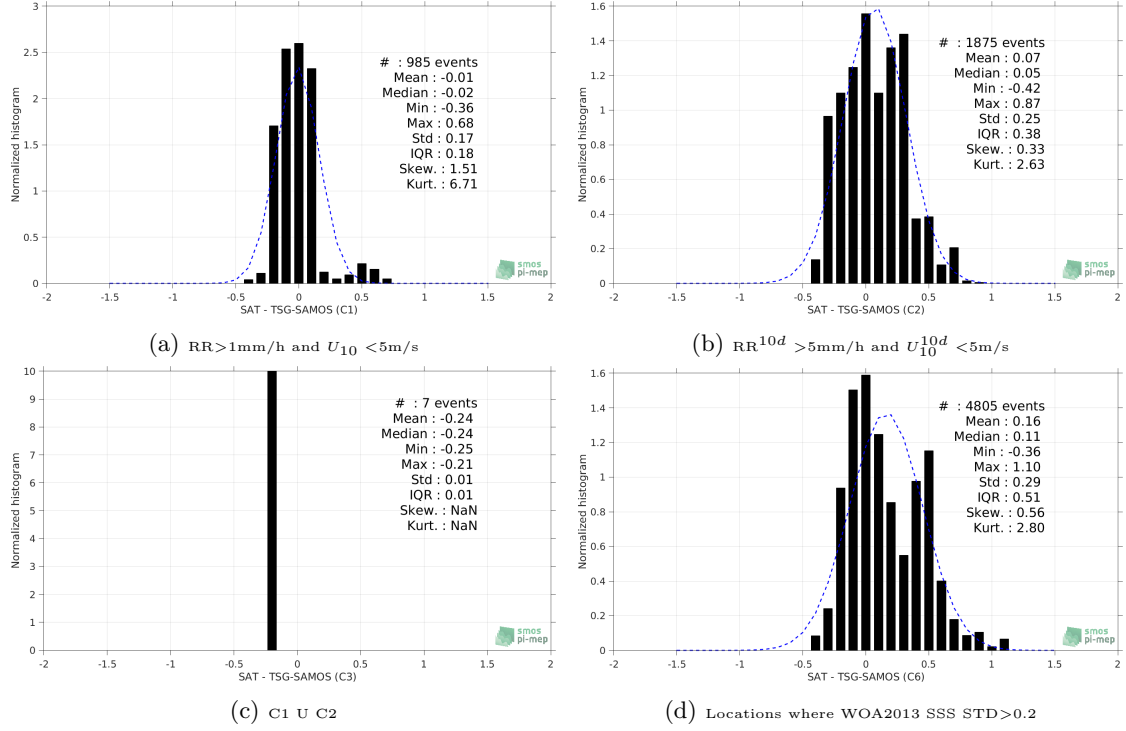 3
2.5
2
1.5
1
0.5
0
Normalized histogram
# : 985 events
Mean : -0.01
Median : -0.02
Min : -0.36
Max : 0.68
Std : 0.17
IQR : 0.18
Skew. : 1.51
Kurt. : 6.71
smos
pi-mep
-2 -1.5 -1 -0.5 0 0.5 1 1.5 2
SAT - TSG-SAMOS (C1)
(a) RR>1mm/h and U10 <5m/s
1.6
1.4
1.2
1
0.8
0.6
0.4
0.2
0
Normalized histogram
# : 1875 events
Mean : 0.07
Median : 0.05
Min : -0.42
Max : 0.87
Std : 0.25
IQR : 0.38
Skew. : 0.33
Kurt. : 2.63
smos
pi-mep
-2 -1.5 -1 -0.5 0 0.5 1 1.5 2
SAT - TSG-SAMOS (C2)
(b) RR^10d >5mm/h and U10^10d <5m/s
10
9
8
7
6
5
4
3
2
1
0
Normalized histogram
# : 7 events
Mean : -0.24
Median : -0.24
Min : -0.25
Max : -0.21
Std : 0.01
IQR : 0.01
Skew. : NaN
Kurt. : NaN
smos
pi-mep
-2 -1.5 -1 -0.5 0 0.5 1 1.5 2
SAT - TSG-SAMOS (C3)
(c) C1 U C2
1.6
1.4
1.2
1
0.8
0.6
0.4
0.2
0
Normalized histogram
# : 4805 events
Mean : 0.16
Median : 0.11
Min : -0.36
Max : 1.10
Std : 0.29
IQR : 0.51
Skew. : 0.56
Kurt. : 2.80
smos
pi-mep
-2 -1.5 -1 -0.5 0 0.5 1 1.5 2
SAT - TSG-SAMOS (C6)
(d) Locations where WOA2013 SSS STD>0.2